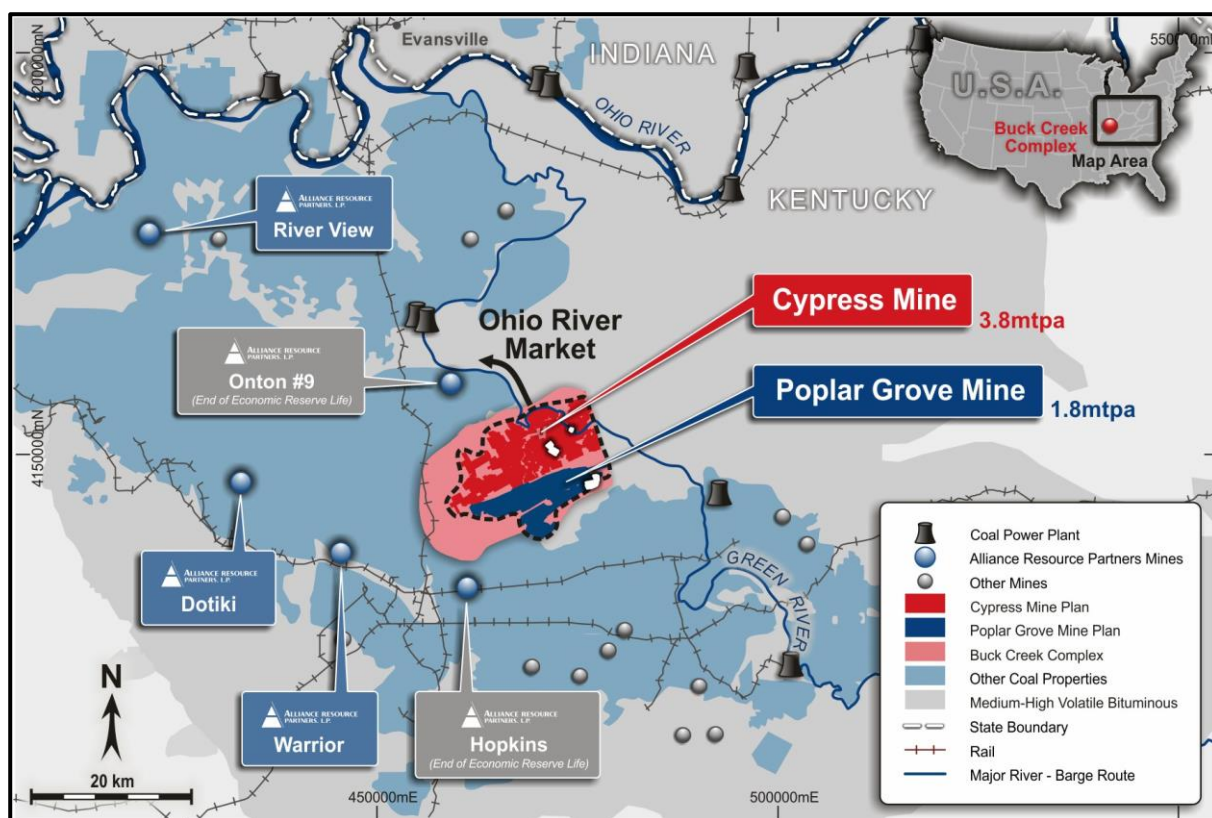 Evansville
INDIANA
550000mE
4200000mN
U.S.A.
OHIO RIVER
Buck Creek
Complex
Map Area
KENTUCKY
ALLIANCE RESOURCE
PARTNERS, L.P.
River View
Cypress Mine
3.8mtpa
Ohio River
Market
ALLIANCE RESOURCE
PARTNERS, L.P.
Onton #9
(End of Economic Reserve Life)
Poplar Grove Mine
1.8mtpa
4150000mN
Coal Power Plant
Alliance Resource Partners Mines
Other Mines
Cypress Mine Plan
Poplar Grove Mine Plan
Buck Creek Complex
Other Coal Properties
Medium-High Volatile Bituminous
State Boundary
Rail
Major River - Barge Route
GREEN RIVER
ALLIANCE RESOURCE
PARTNERS, L.P.
Dotiki
N
ALLIANCE RESOURCE
PARTNERS, L.P.
Warrior
ALLIANCE RESOURCE
PARTNERS, L.P.
Hopkins
(End of Economic Reserve Life)
20 km
450000mE
500000mE